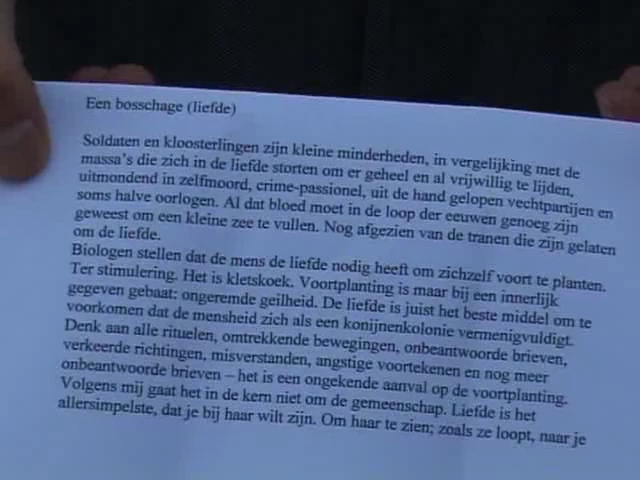 Een bosschage (liefde)
Soldaten en kloosterlingen zijn kleine minderheden, in vergelijking met de
massa's die zich in de liefde storten om er geheel en al vrijwillig te lijden,
uitmondend in zelfmoord, crime-passionel, uit de hand gelopen vechtpartijen en
soms halve oorlogen. Al dat bloed moet in de loop der eeuwen genoeg zijn
geweest om een kleine zee te vullen. Nog afgezien van de tranen die zijn gelaten
om de liefde.
Biologen stellen dat de mens de liefde nodig heeft om zichzelf voort te planten.
Ter stimulering. Het is kletskoek. Voortplanting is maar bij een innerlijk
gegeven gebaat: ongeremde geilheid. De liefde is juist het beste middel om te
voorkomen dat de mensheid zich als een konijnenkolonie vermenigvuldigt.
Denk aan alle rituelen, omtrekkende bewegingen, onbeantwoorde brieven,
verkeerde richtingen, misverstanden, angstige voortekenen en nog meer
onbeantwoorde brieven – het is een ongekende aanval op de voortplanting.
Volgens mij gaat het in de kern niet om de gemeenschap. Liefde is het
allersimpelste, dat je bij haar wilt zijn. Om haar te zien; zoals ze loopt, naar je